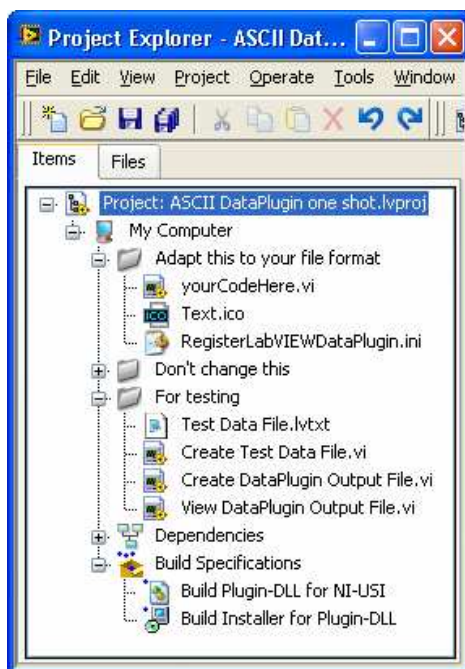 Project Explorer - ASCII Dat...
File Edit View Project Operate Tools Window
Items Files
Project: ASCII DataPlugin one shot.lvproj
My Computer
Adapt this to your file format
yourCodeHere.vi
ICO Text.ico
RegisterLabVIEWDataPlugin.ini
Don't change this
For testing
Test Data File.lvtxt
Create Test Data File.vi
Create DataPlugin Output File.vi
View DataPlugin Output File.vi
Dependencies
Build Specifications
Build Plugin-DLL for NI-USI
Build Installer for Plugin-DLL